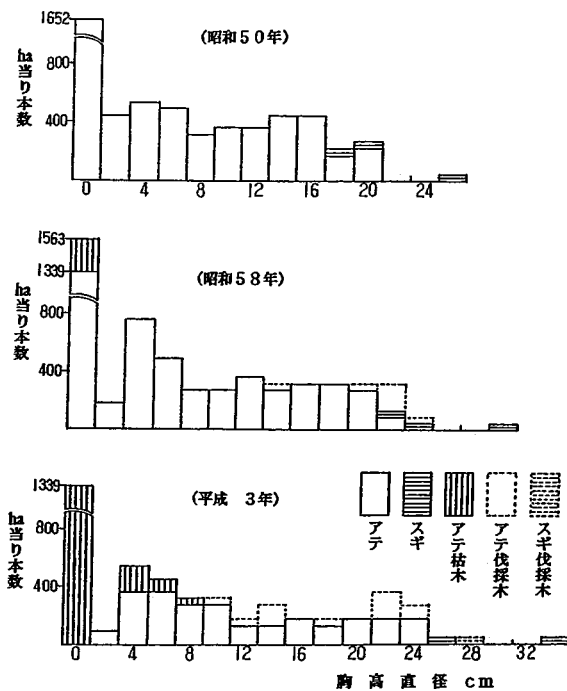 1652
(昭和50年)
ha当り本数
800
400
0 4 8 12 16 20 24
1563
1339
(昭和58年)
ha当り本数
800
400
1339
(平成 3年)
ha当り本数
800
400
アテ
スギ
アテ枯木
アテ伐採木
スギ伐採木
0 4 8 12 16 20 24 28 32
胸高直径 cm